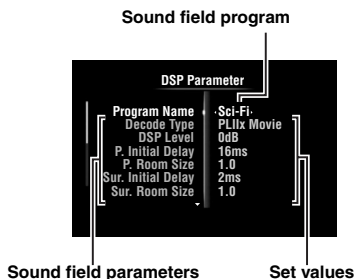 Sound field program
DSP Parameter
Program Name Sci-Fi
Decode Type PLIIx Movie
DSP Level 0dB
P. Initial Delay 16ms
P. Room Size 1.0
Sur. Initial Delay 2ms
Sur. Room Size 1.0
Sound field parameters Set values